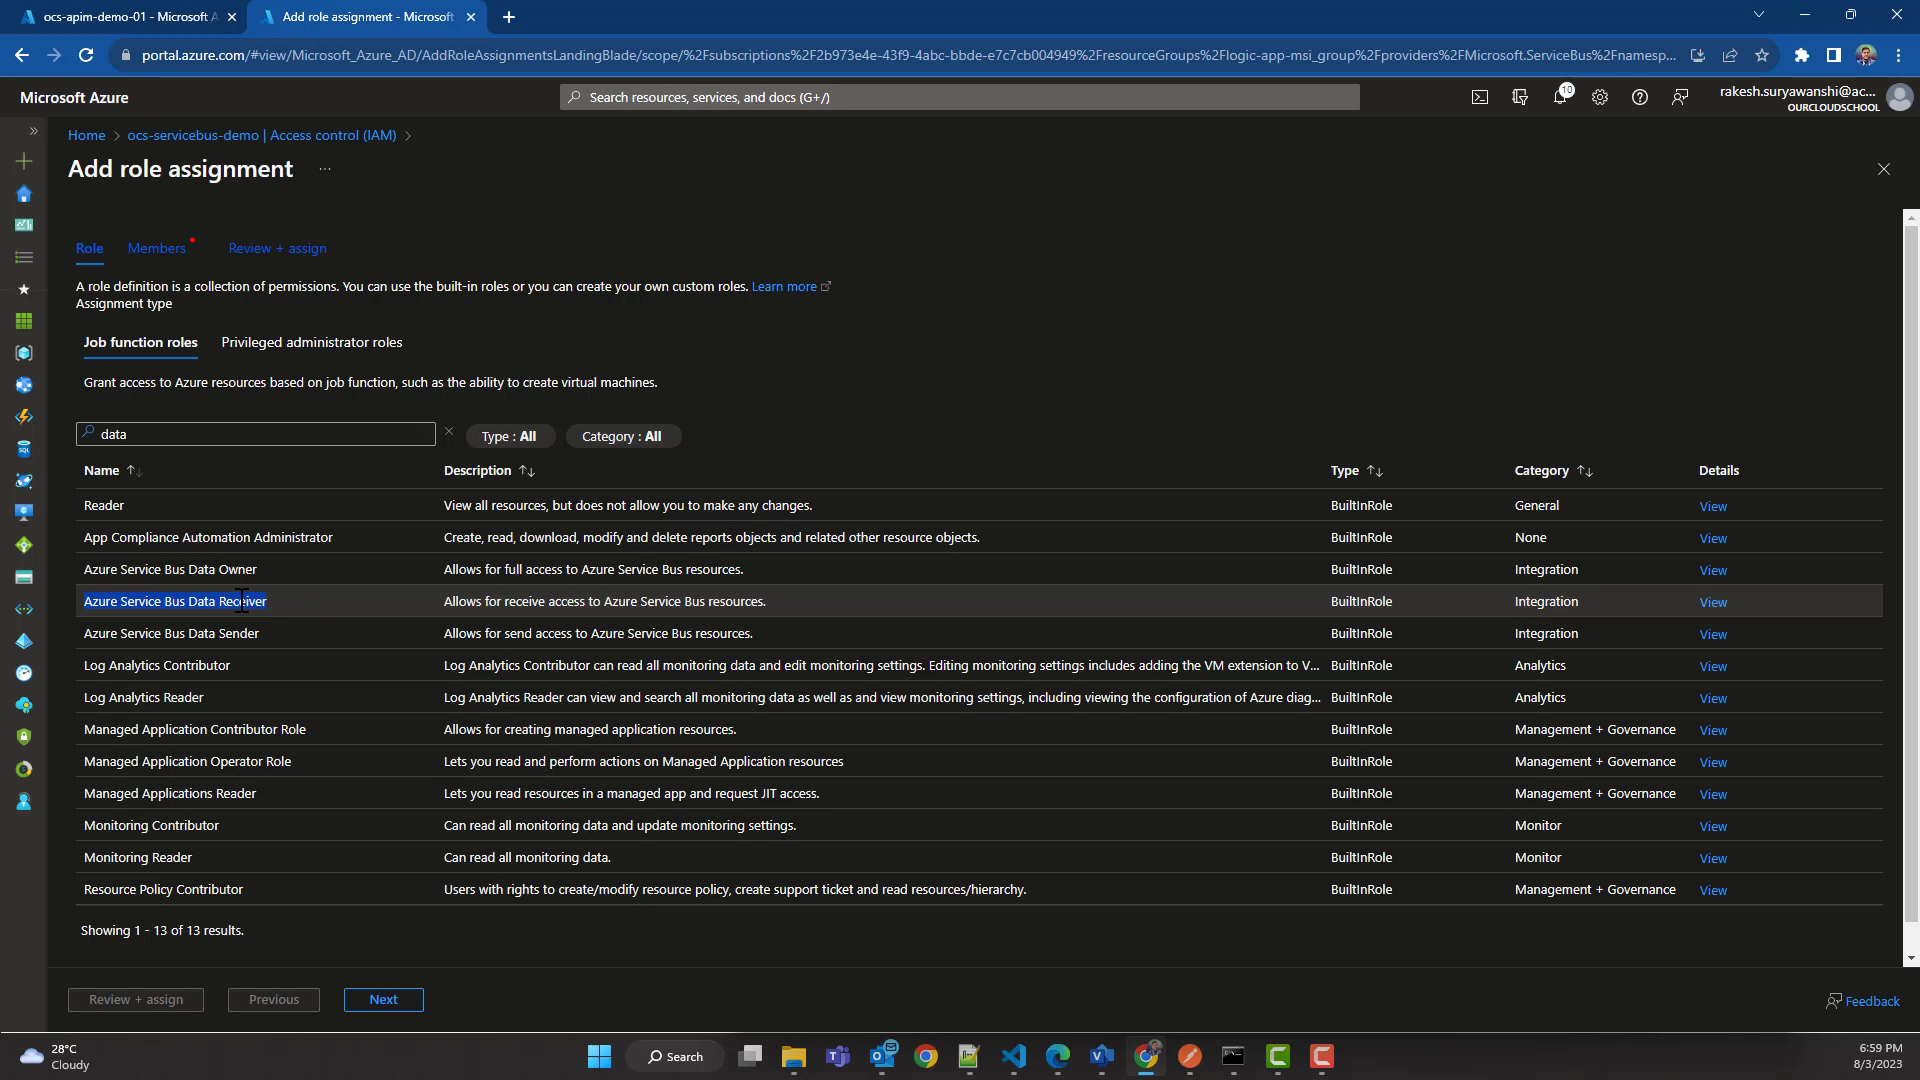 ocs-apim-demo-01 - Microsoft A
Add role assignment - Microsoft
portal.azure.com/#view/Microsoft_Azure_AD/AddRoleAssignmentsLandingBlade/scope/%2Fsubscriptions%2F2b973e4e-43f9-4abc-bbde-e7c7cb004949%2FresourceGroups%2Flogic-app-msi_group%2Fproviders%2FMicrosoft.ServiceBus%2Fnamesp...
Microsoft Azure
Search resources, services, and docs (G+/)
10
rakesh.suryawanshi@ac...
OURCLOUDSCHOOL
Home > ocs-servicebus-demo | Access control (IAM) >
Add role assignment ...
Role Members Review + assign
A role definition is a collection of permissions. You can use the built-in roles or you can create your own custom roles. Learn more
Assignment type
Job function roles Privileged administrator roles
Grant access to Azure resources based on job function, such as the ability to create virtual machines.
data
Type : All
Category : All
Name Description Type Category Details
Reader View all resources, but does not allow you to make any changes. BuiltInRole General View
App Compliance Automation Administrator Create, read, download, modify and delete reports objects and related other resource objects. BuiltInRole None View
Azure Service Bus Data Owner Allows for full access to Azure Service Bus resources. BuiltInRole Integration View
Azure Service Bus Data Receiver Allows for receive access to Azure Service Bus resources. BuiltInRole Integration View
Azure Service Bus Data Sender Allows for send access to Azure Service Bus resources. BuiltInRole Integration View
Log Analytics Contributor Log Analytics Contributor can read all monitoring data and edit monitoring settings. Editing monitoring settings includes adding the VM extension to V... BuiltInRole Analytics View
Log Analytics Reader Log Analytics Reader can view and search all monitoring data as well as and view monitoring settings, including viewing the configuration of Azure diag... BuiltInRole Analytics View
Managed Application Contributor Role Allows for creating managed application resources. BuiltInRole Management + Governance View
Managed Application Operator Role Lets you read and perform actions on Managed Application resources BuiltInRole Management + Governance View
Managed Applications Reader Lets you read resources in a managed app and request JIT access. BuiltInRole Management + Governance View
Monitoring Contributor Can read all monitoring data and update monitoring settings. BuiltInRole Monitor View
Monitoring Reader Can read all monitoring data. BuiltInRole Monitor View
Resource Policy Contributor Users with rights to create/modify resource policy, create support ticket and read resources/hierarchy. BuiltInRole Management + Governance View
Showing 1 - 13 of 13 results.
Review + assign Previous Next
Feedback
28°C
Cloudy
Search
6:59 PM
8/3/2023